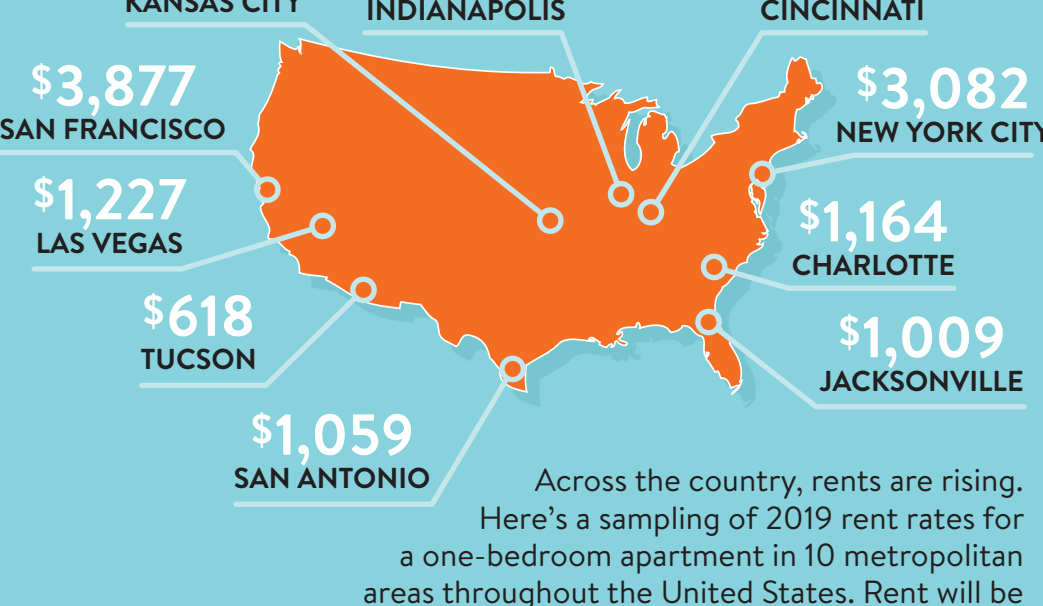 KANSAS CITY
INDIANAPOLIS
CINCINNATI
$3,877
SAN FRANCISCO
$3,082
NEW YORK CITY
$1,227
LAS VEGAS
$1,164
CHARLOTTE
$618
TUCSON
$1,009
JACKSONVILLE
$1,059
SAN ANTONIO
Across the country, rents are rising.
Here’s a sampling of 2019 rent rates for
a one-bedroom apartment in 10 metropolitan
areas throughout the United States. Rent will be